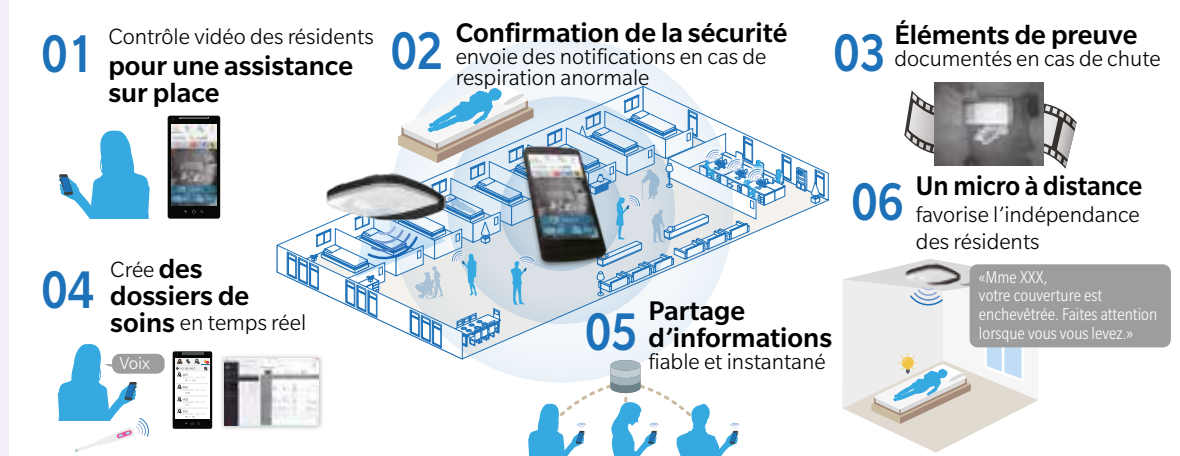 01
Contrôle vidéo des résidents
pour une assistance
sur place
02
Confirmation de la sécurité
envoie des notifications en cas de
respiration anormale
03
Éléments de preuve
documentés en cas de chute
04
Crée des
dossiers de
soins en temps réel
Voix
05
Partage
d’informations
fiable et instantané
06
Un micro à distance
favorise l’indépendance
des résidents
«Mme XXX,
votre couverture est
enchevêtrée. Faites attention
lorsque vous vous levez.»